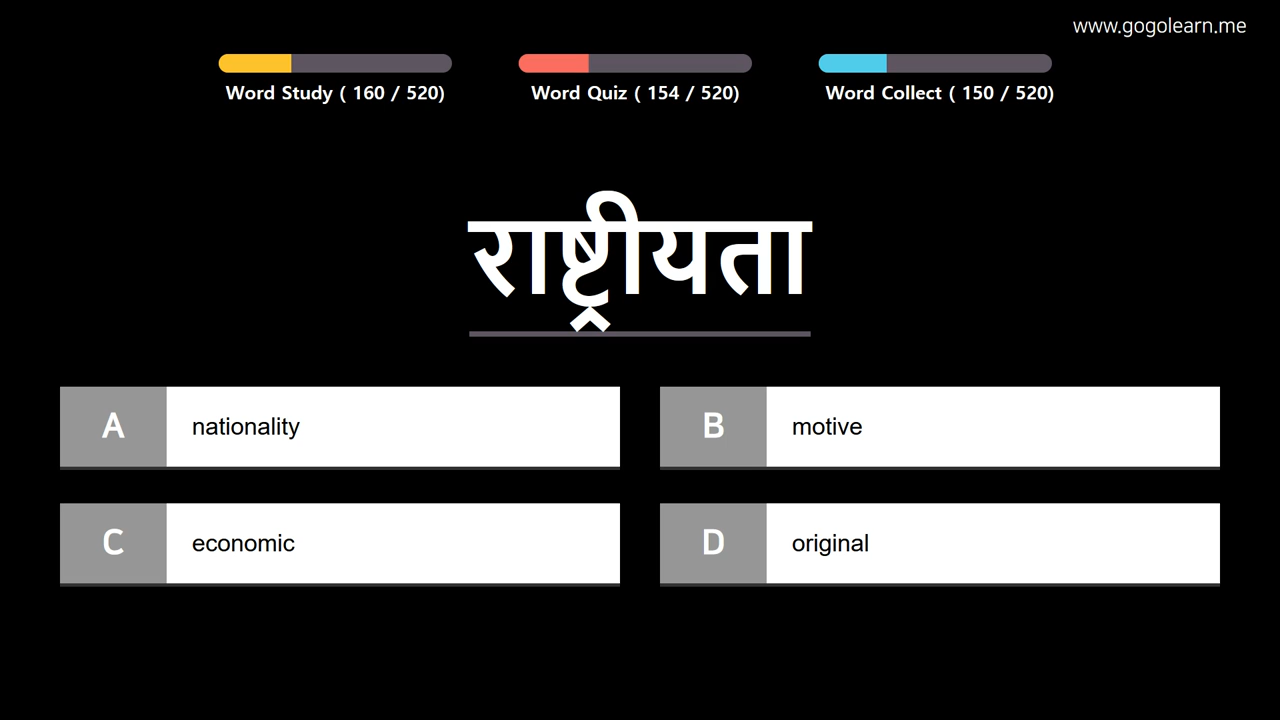 www.gogolearn.me
Word Study ( 160 / 520)
Word Quiz ( 154 / 520)
Word Collect ( 150 / 520)
राष्ट्रीयता
A nationality
B motive
C economic
D original